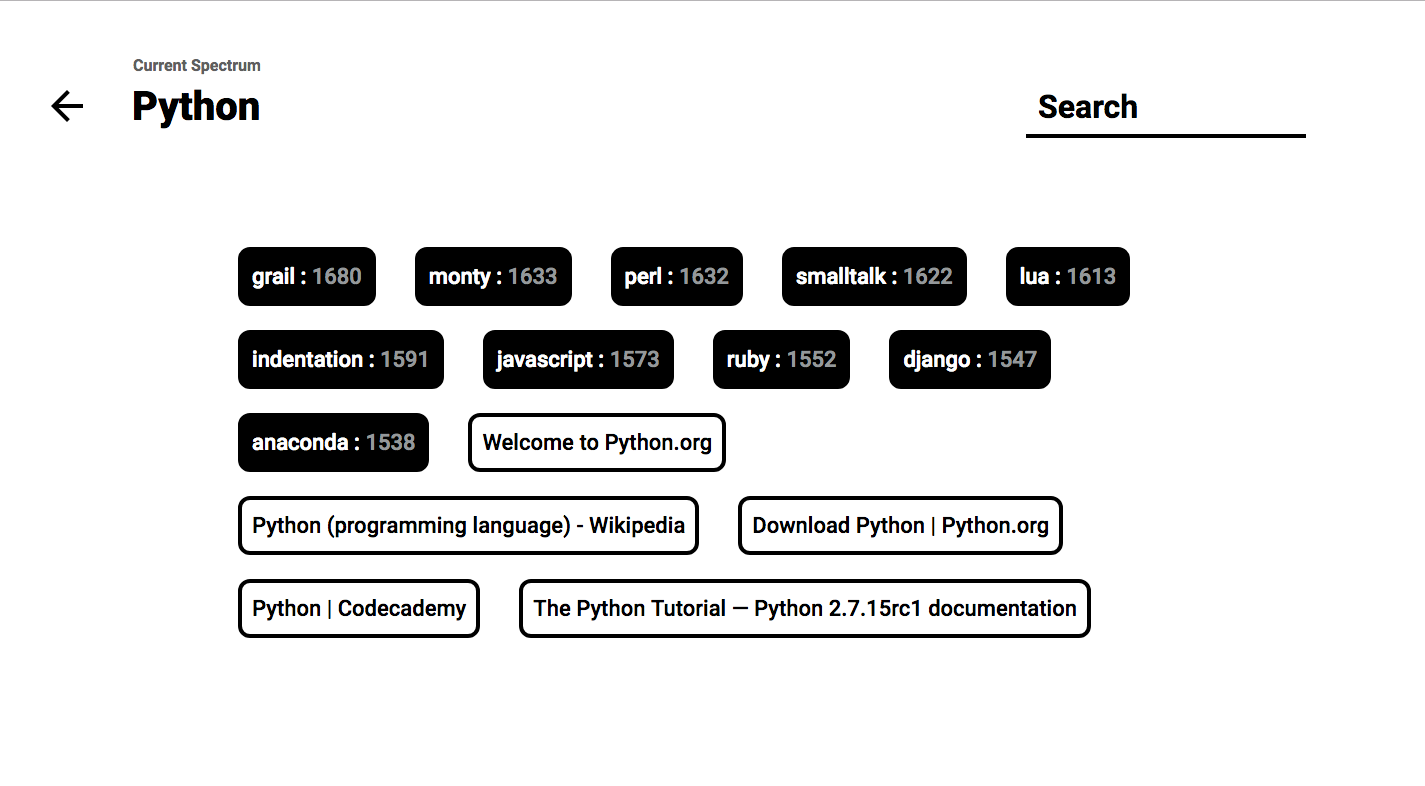 Current Spectrum
Python
Search
grail : 1680 monty : 1633 perl : 1632 smalltalk : 1622 lua : 1613
indentation : 1591 javascript : 1573 ruby : 1552 django : 1547
anaconda : 1538 Welcome to Python.org
Python (programming language) - Wikipedia Download Python | Python.org
Python | Codecademy The Python Tutorial — Python 2.7.15rc1 documentation